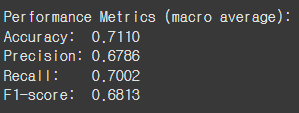 Performance Metrics (macro average):
Accuracy:  0.7110
Precision: 0.6786
Recall:    0.7002
F1-score:  0.6813